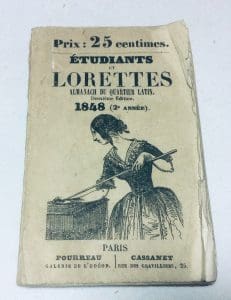 Prix : 25 centimes.
ÉTUDIANTS
ET
LORETTES
ALMANACH DU QUARTIER LATIN.
Deuxième Édition.
1848 (2e ANNÉE).
PARIS
POURREAU CASSANET
GALERIE DE L'ODÉON. RUE DES GRAVILLIERS, 25.